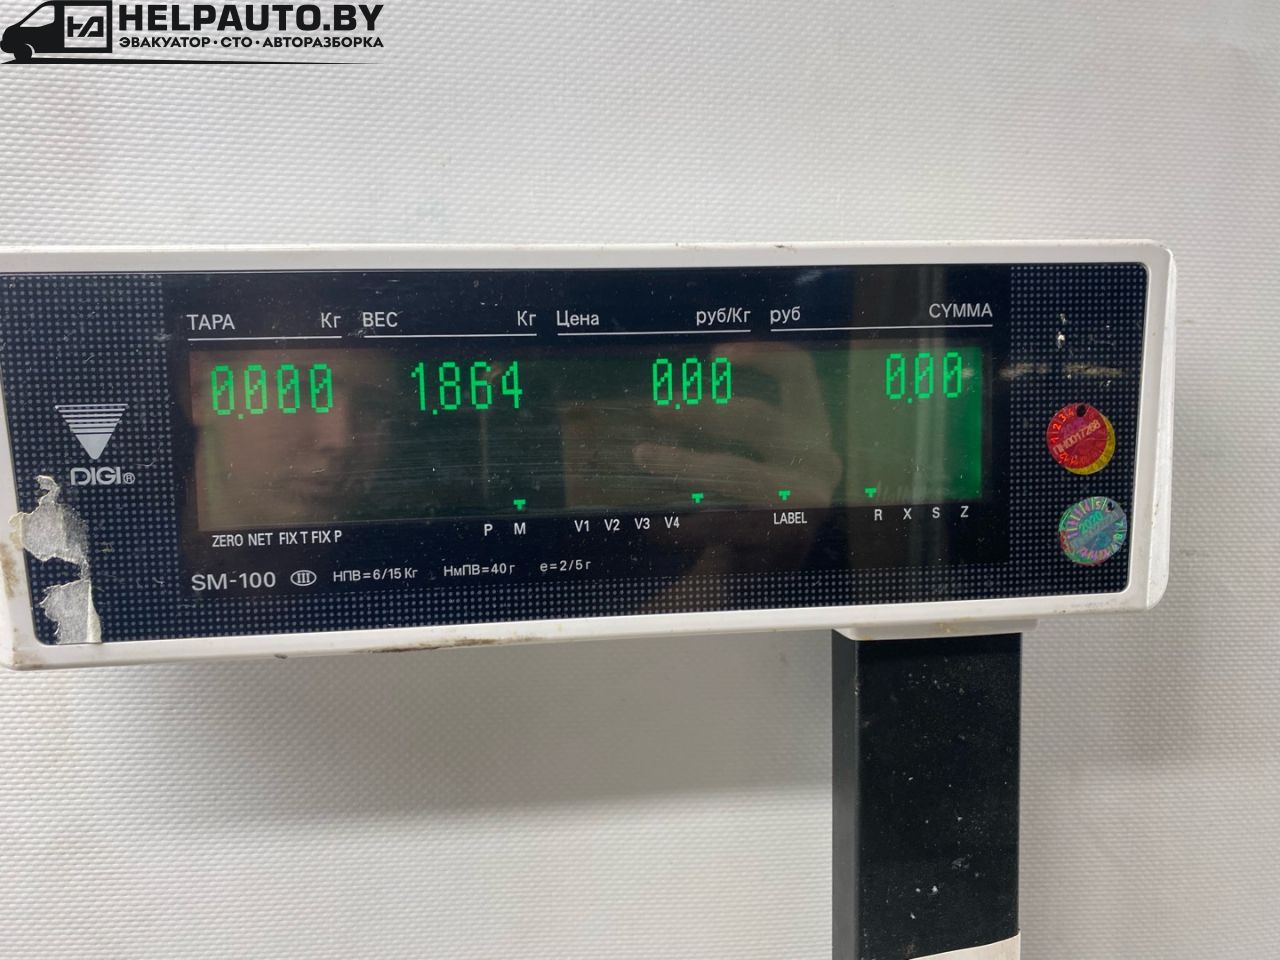 HELPAUTO.BY
ЭВАКУАТОР·СТО·АВТОРАЗБОРКА
ТАРА Кг ВЕС Кг Цена руб/Кг руб СУММА
0.000 1.864 0.00 0.00
DIGI®
P M V1 V2 V3 V4 LABEL R X S Z
ZERO NET FIX T FIX P
SM-100 III НПВ=6/15 Кг НмПВ=40 г e=2/5 г
2020